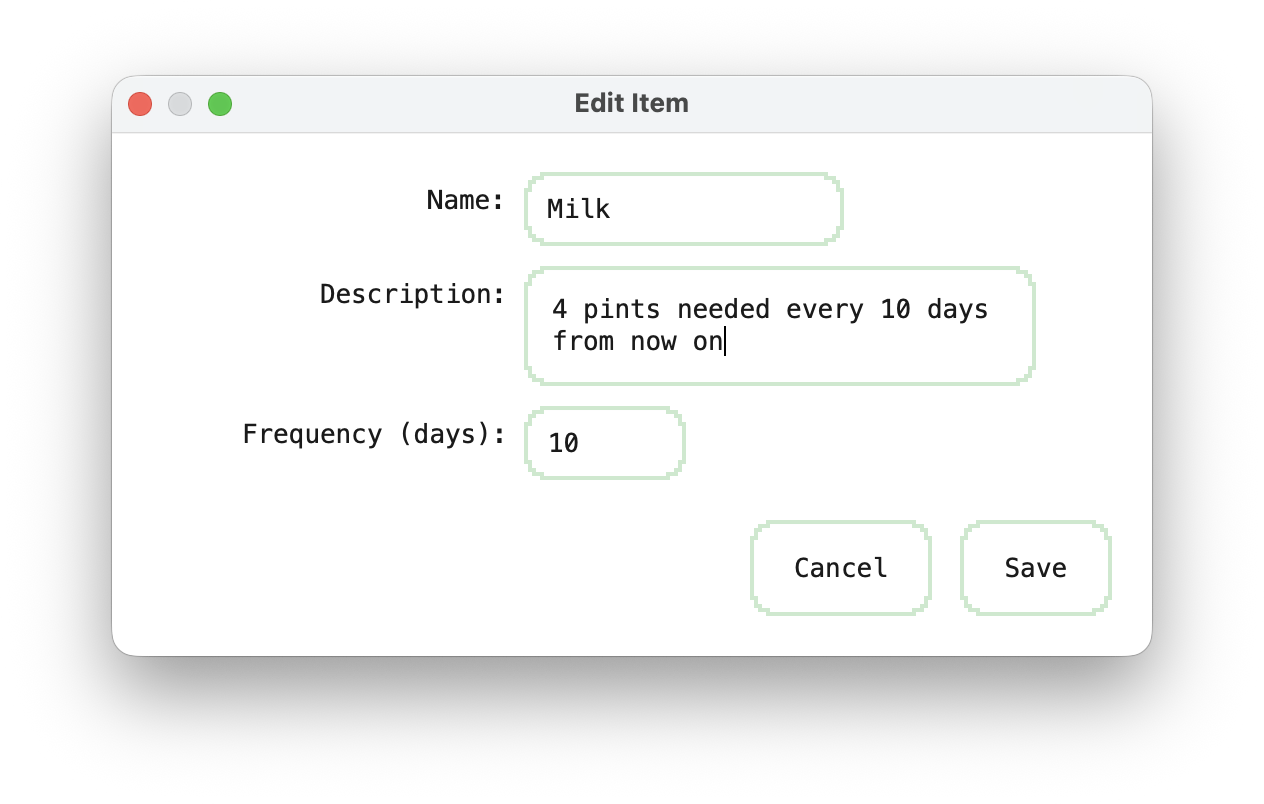 Edit Item
Name: Milk
Description: 4 pints needed every 10 days
from now on
Frequency (days): 10
Cancel Save